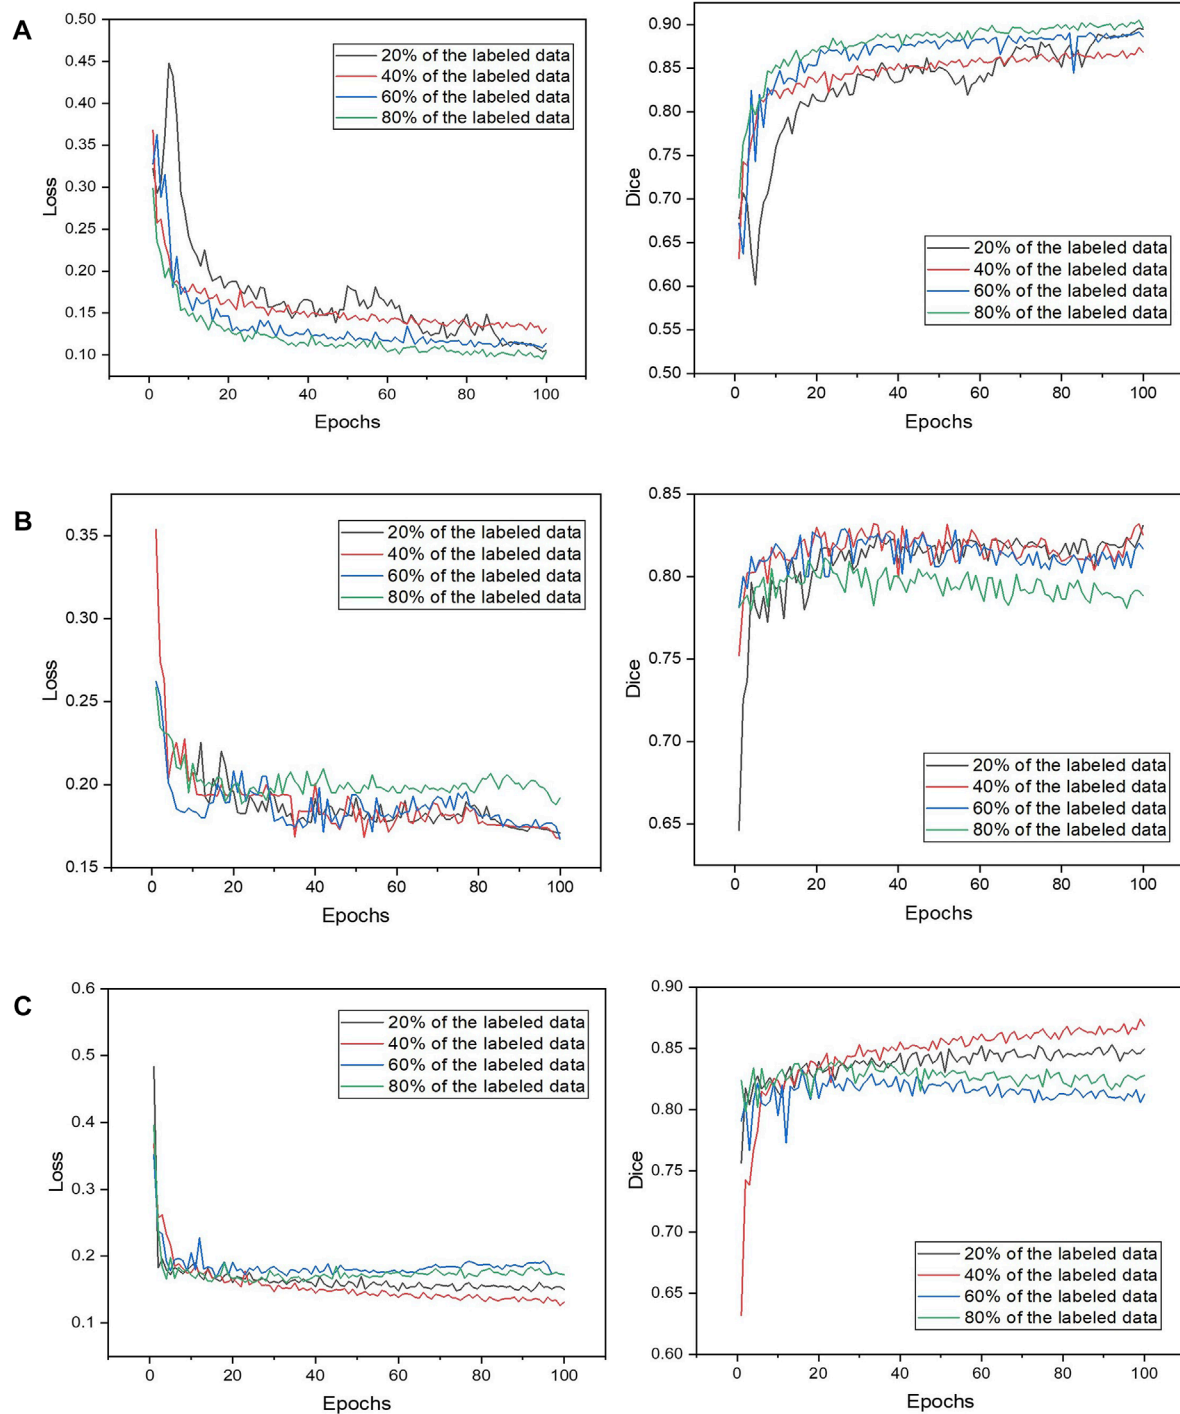 A
0.50
0.45
0.40
0.35
0.30
0.25
0.20
0.15
0.10
Loss
20% of the labeled data
40% of the labeled data
60% of the labeled data
80% of the labeled data
0 20 40 60 80 100
Epochs
0.90
0.85
0.80
0.75
0.70
0.65
0.60
0.55
0.50
Dice
20% of the labeled data
40% of the labeled data
60% of the labeled data
80% of the labeled data
0 20 40 60 80 100
Epochs
B
0.35
0.30
0.25
0.20
0.15
Loss
20% of the labeled data
40% of the labeled data
60% of the labeled data
80% of the labeled data
0 20 40 60 80 100
Epochs
0.85
0.80
0.75
0.70
0.65
Dice
20% of the labeled data
40% of the labeled data
60% of the labeled data
80% of the labeled data
0 20 40 60 80 100
Epochs
C
0.6
0.5
0.4
0.3
0.2
0.1
Loss
20% of the labeled data
40% of the labeled data
60% of the labeled data
80% of the labeled data
0 20 40 60 80 100
Epochs
0.90
0.85
0.80
0.75
0.70
0.65
0.60
Dice
20% of the labeled data
40% of the labeled data
60% of the labeled data
80% of the labeled data
0 20 40 60 80 100
Epochs